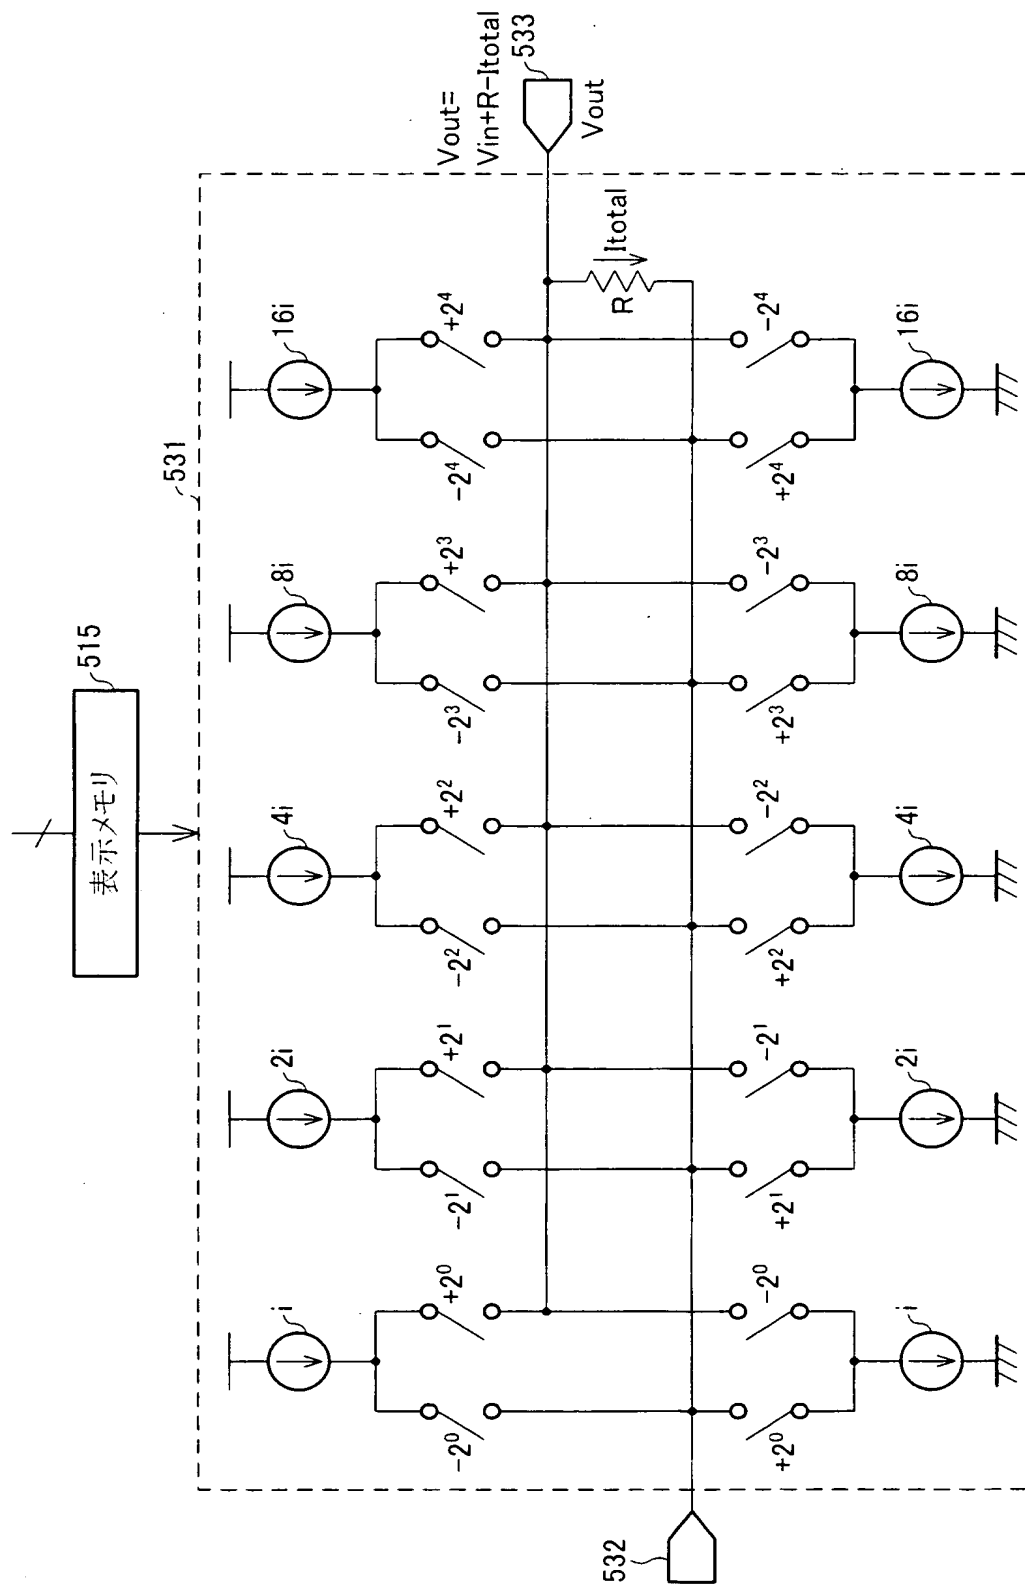 515
表示メモリ
531
i
2i
4i
8i
16i
−2⁰
+2⁰
−2¹
+2¹
−2²
+2²
−2³
+2³
−2⁴
+2⁴
Vout=
Vin+R−Itotal
533
Vout
Itotal
R
532
+2⁰
−2⁰
+2¹
−2¹
+2²
−2²
+2³
−2³
+2⁴
−2⁴
i
2i
4i
8i
16i